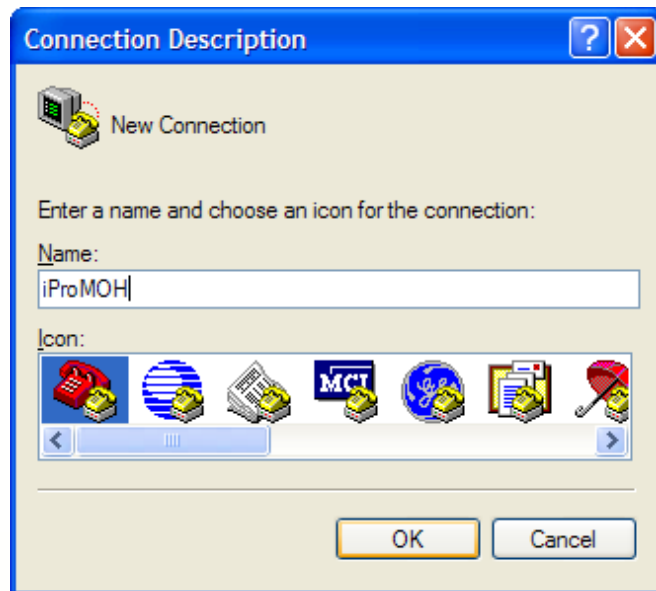 Connection Description
New Connection
Enter a name and choose an icon for the connection:
Name:
iProMOH
Icon:
MCI
OK Cancel